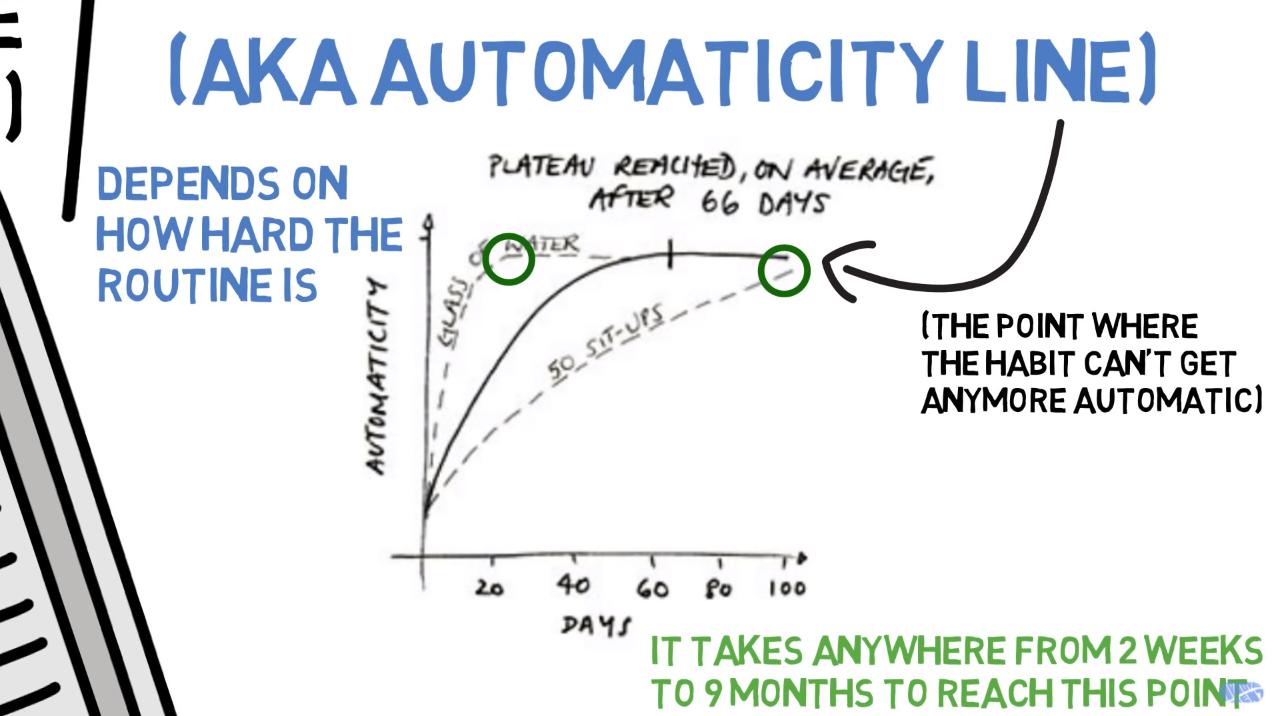 (AKA AUTOMATICITY LINE)
DEPENDS ON
HOW HARD THE
ROUTINE IS
PLATEAU REACHED, ON AVERAGE,
AFTER 66 DAYS
GLASS OF WATER
50 SIT-UPS
AUTOMATICITY
20 40 60 80 100
DAYS
(THE POINT WHERE
THE HABIT CAN'T GET
ANYMORE AUTOMATIC)
IT TAKES ANYWHERE FROM 2 WEEKS
TO 9 MONTHS TO REACH THIS POINT